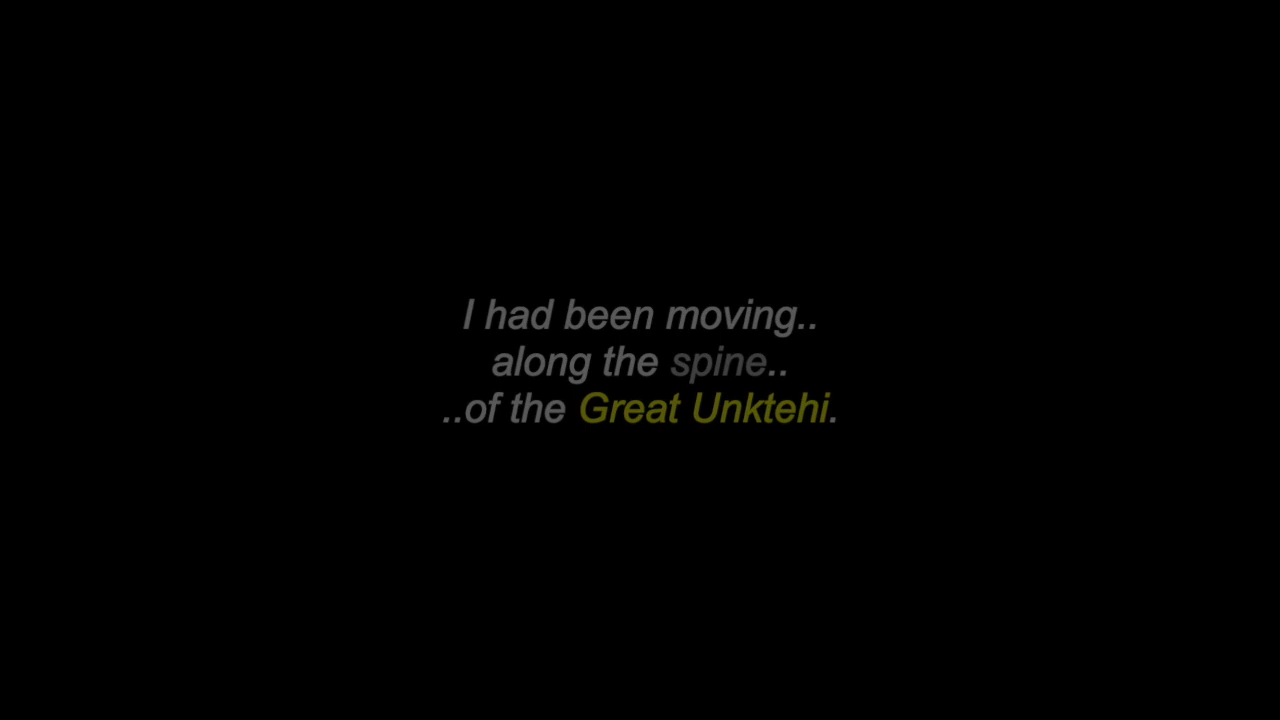 I had been moving..
along the spine..
..of the Great Unktehi.